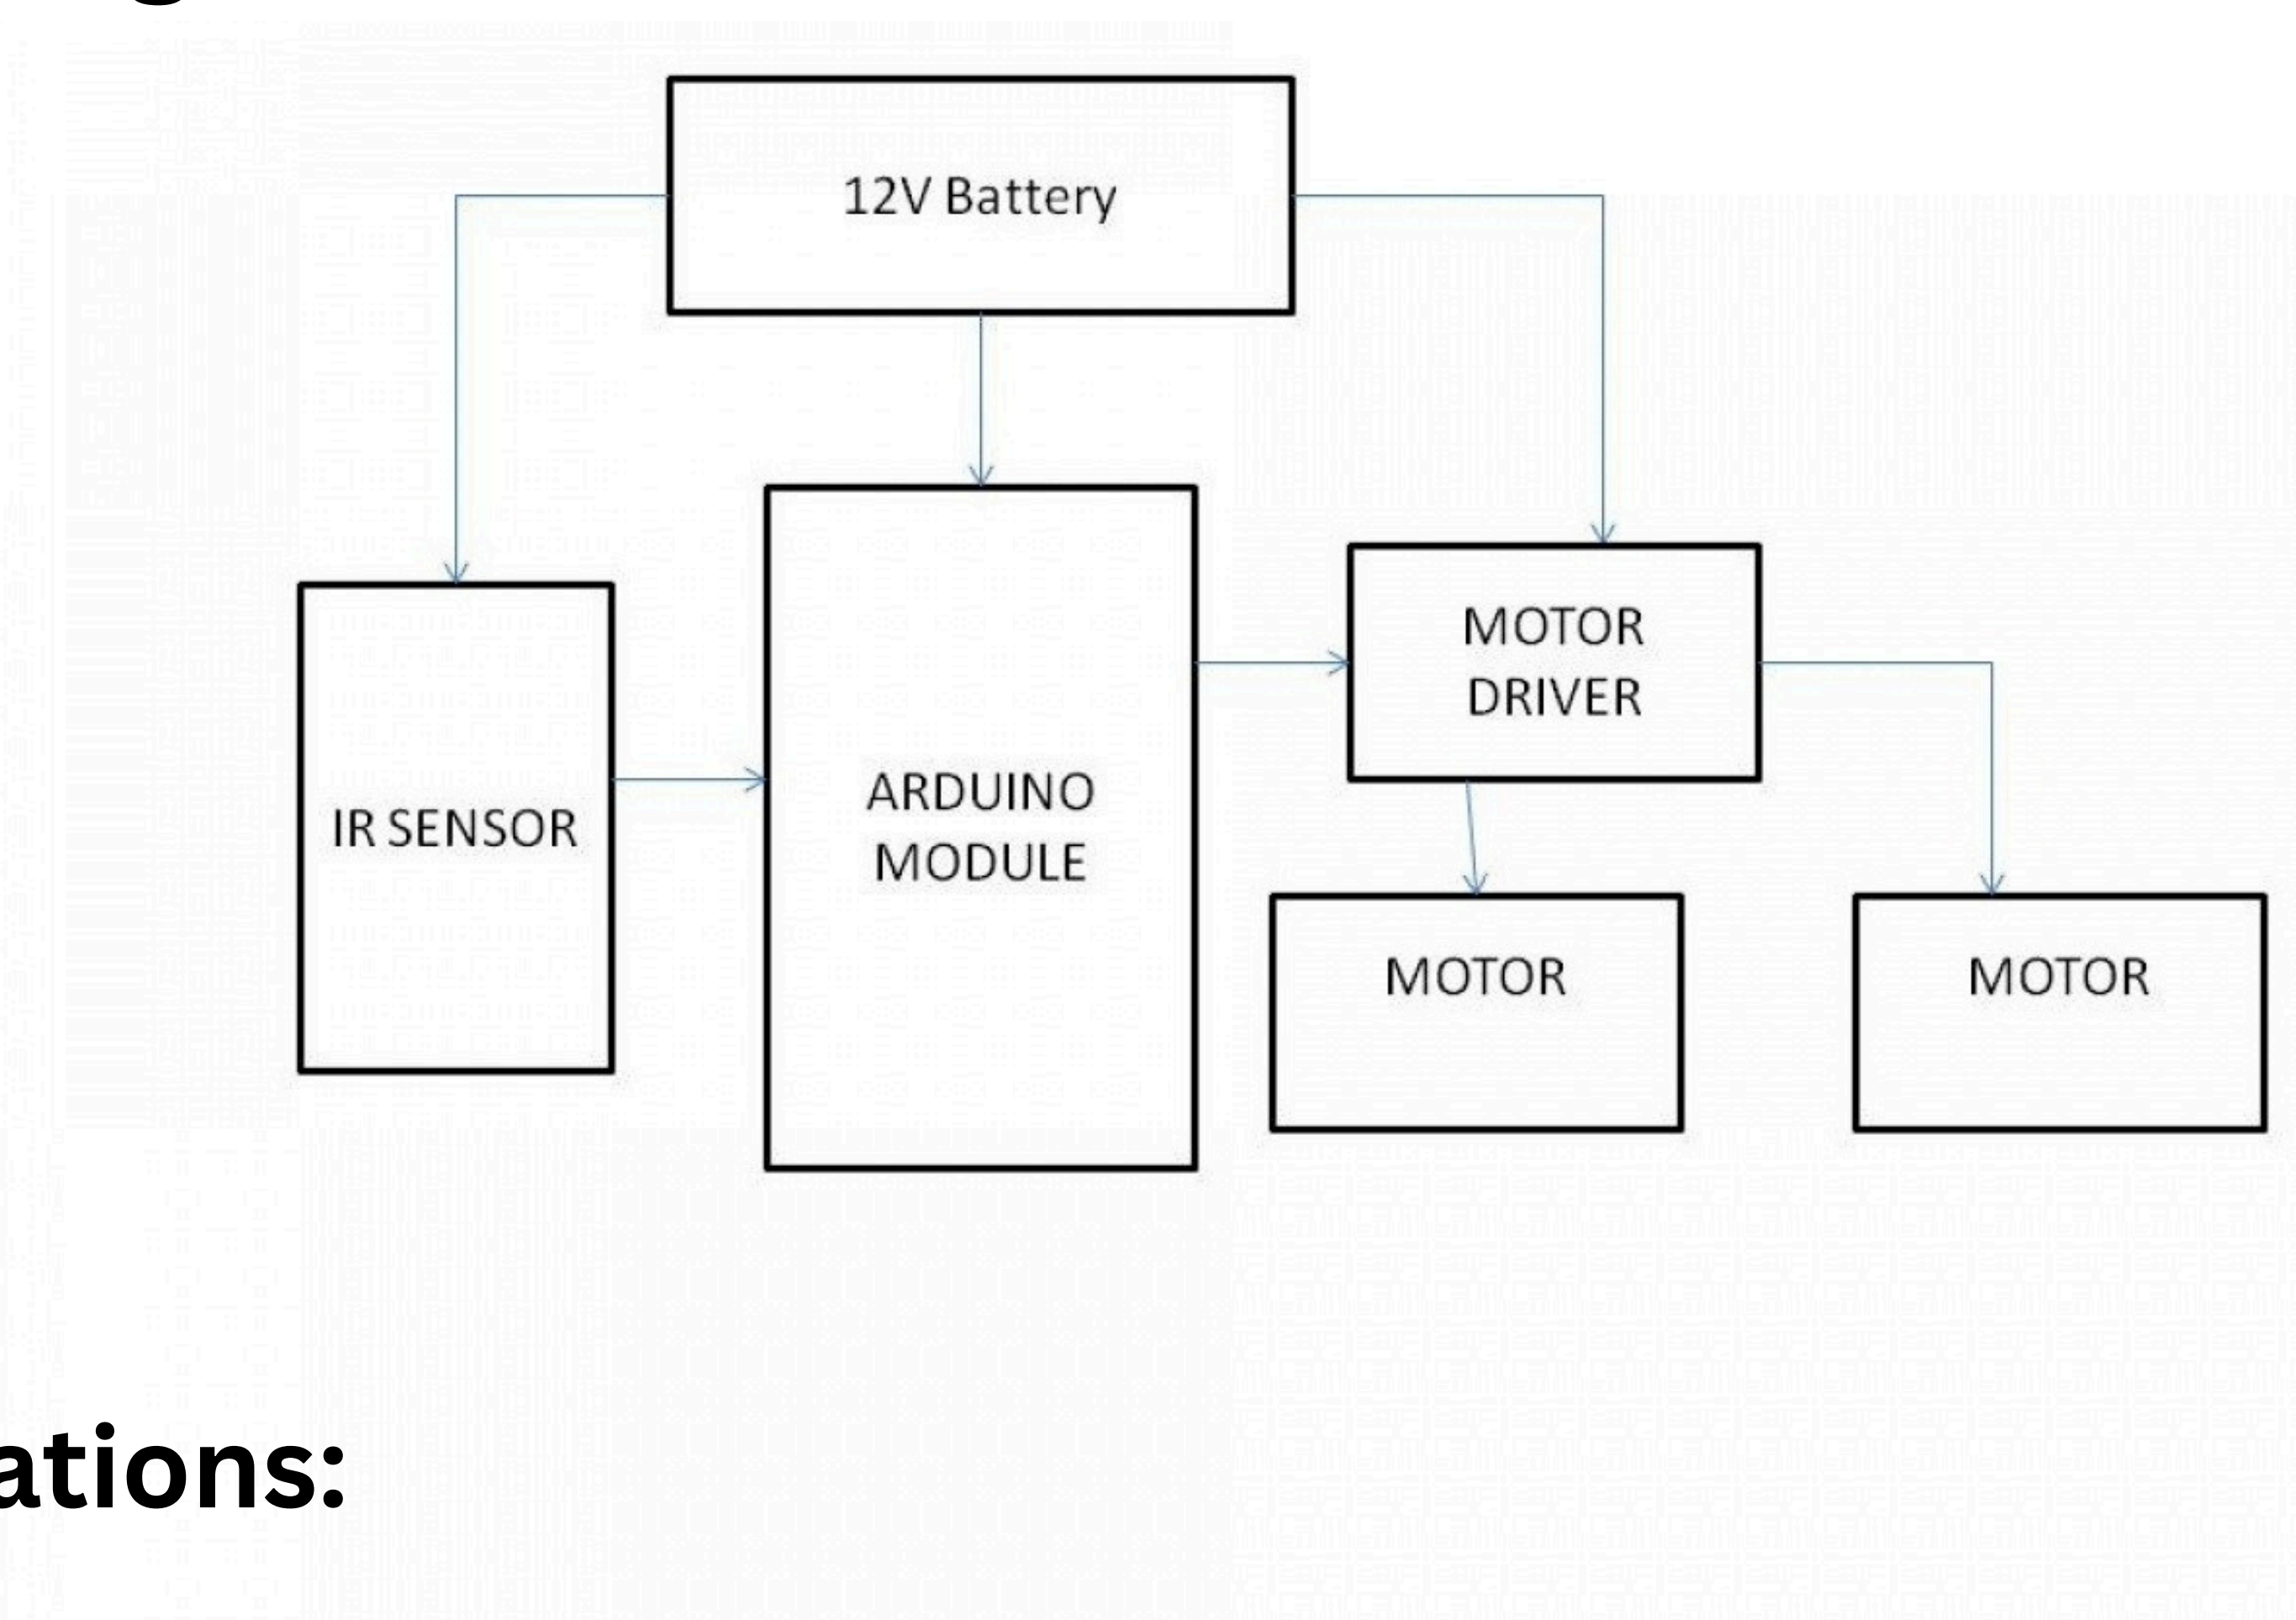 12V Battery
IR SENSOR
ARDUINO
MODULE
MOTOR
DRIVER
MOTOR
MOTOR
ations: